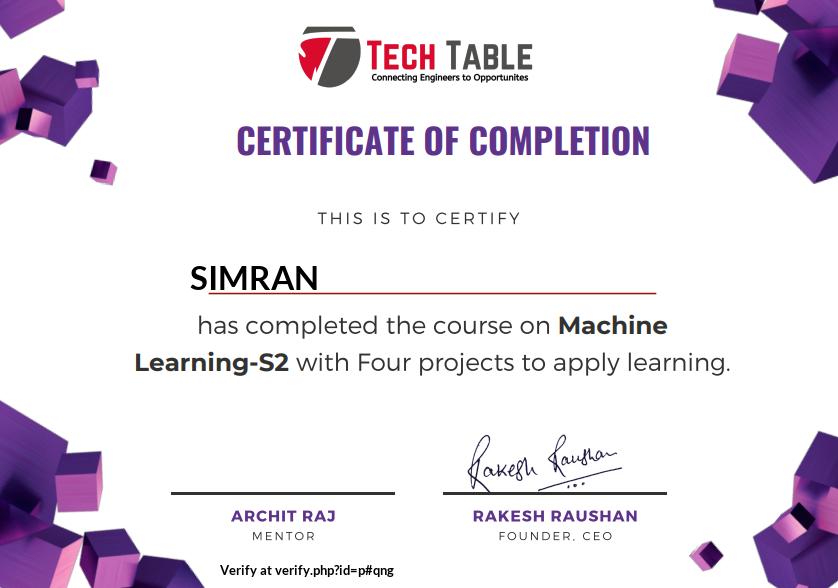 TECH TABLE
Connecting Engineers to Opportunites
CERTIFICATE OF COMPLETION
THIS IS TO CERTIFY
SIMRAN
has completed the course on Machine
Learning-S2 with Four projects to apply learning.
Rakesh Raushan
ARCHIT RAJ
MENTOR
RAKESH RAUSHAN
FOUNDER, CEO
Verify at verify.php?id=p#qng